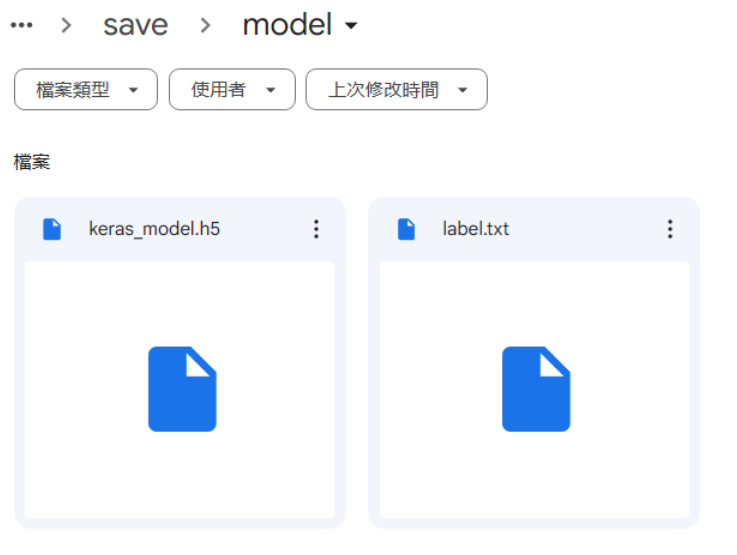 ... > save > model
檔案類型 使用者 上次修改時間
檔案
keras_model.h5 label.txt